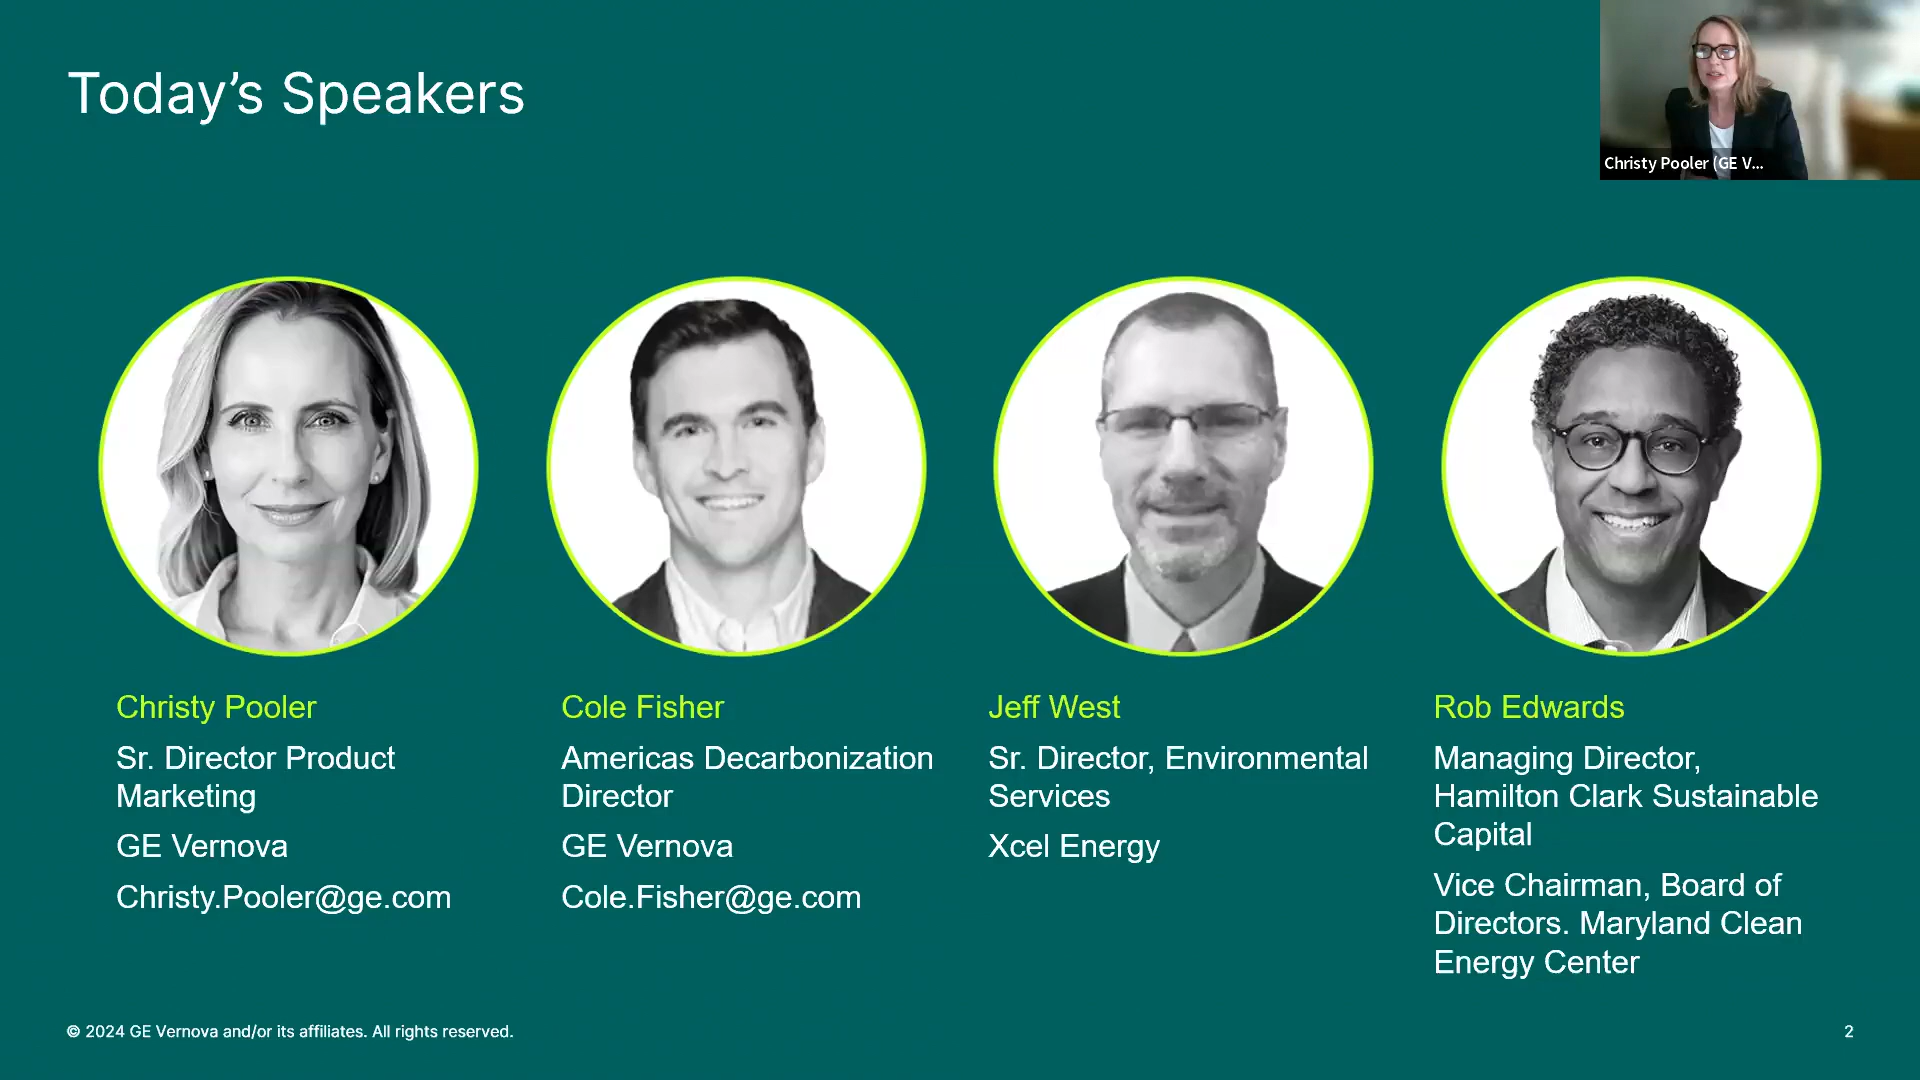 Today’s Speakers
Christy Pooler (GE V...
Christy Pooler
Sr. Director Product
Marketing
GE Vernova
Christy.Pooler@ge.com
Cole Fisher
Americas Decarbonization
Director
GE Vernova
Cole.Fisher@ge.com
Jeff West
Sr. Director, Environmental
Services
Xcel Energy
Rob Edwards
Managing Director,
Hamilton Clark Sustainable
Capital
Vice Chairman, Board of
Directors. Maryland Clean
Energy Center
© 2024 GE Vernova and/or its affiliates. All rights reserved.
2